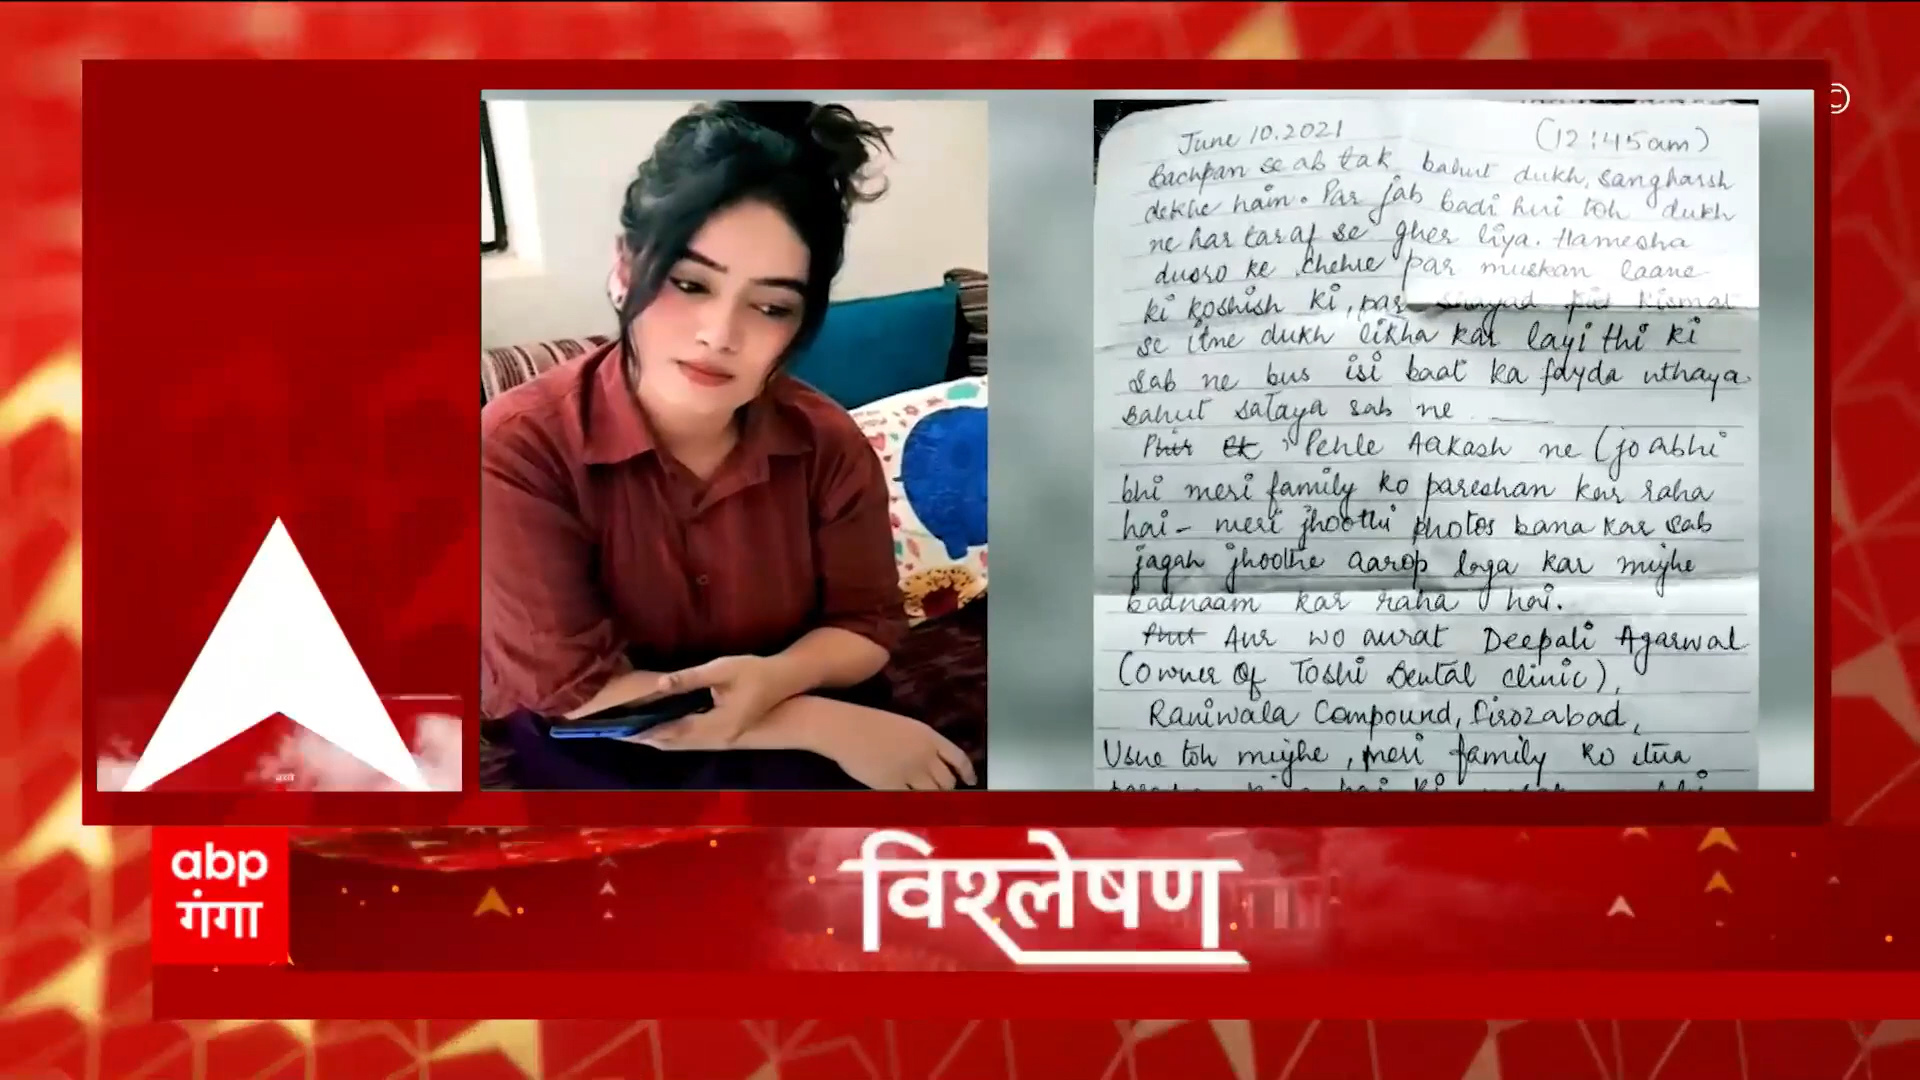 June 10.2021 (12:45am)
Bachpan se ab tak bahut dukh, sangharsh
dekhe hain. Par jab badi hui toh dukh
ne har taraf se gher liya. Hamesha
dusro ke chehre par muskan laane
ki koshish ki, par shayad kismat
se itne dukh likha kar layi thi ki
sab ne bus isi baat ka fayda uthaya
Bahut sataya sab ne
Phir Ek Pehle Aakash ne (jo abhi
bhi meri family ko pareshan kar raha
hai - meri jhoothi photos bana kar sab
jagah jhoothe aarop laga kar mujhe
badnaam kar raha hai.
Phir Aur wo aurat Deepali Agarwal
(owner Of Toshi Dental clinic),
Raniwala Compound, firozabad,
Usne toh mujhe, meri family ko itna
abp
गंगा
विश्लेषण
©